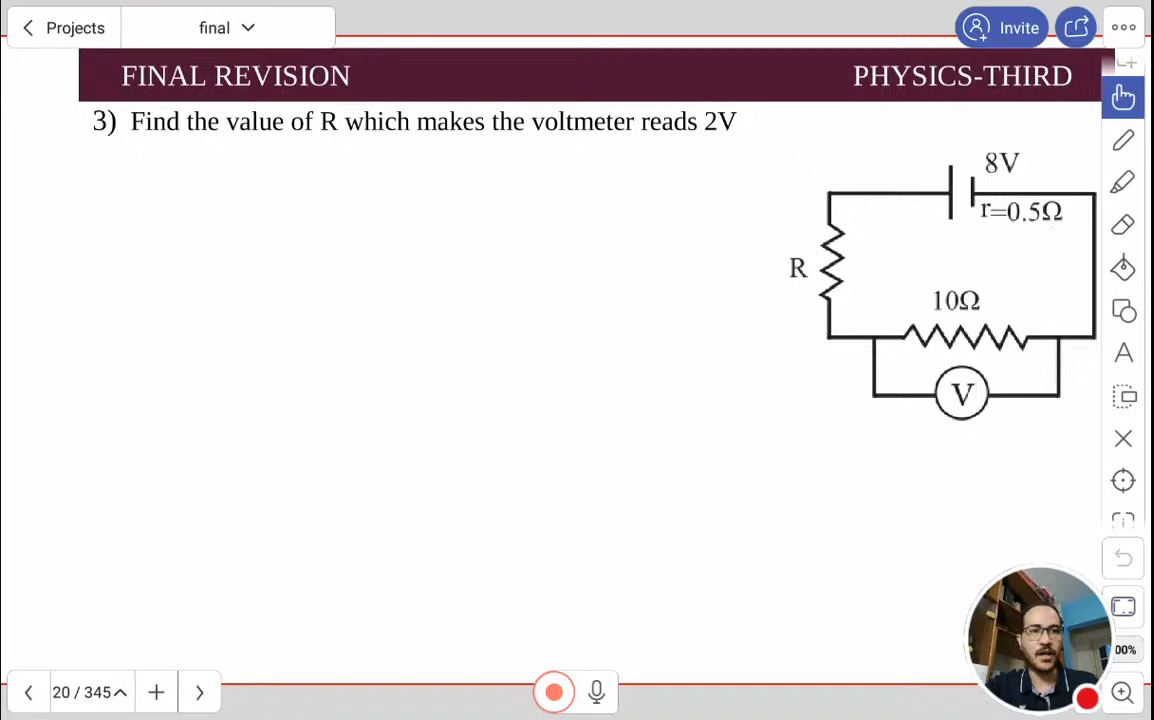 Projects
final
Invite
FINAL REVISION
PHYSICS-THIRD
3) Find the value of R which makes the voltmeter reads 2V
8V
r=0.5Ω
R
10Ω
V
A
20 / 345
00%